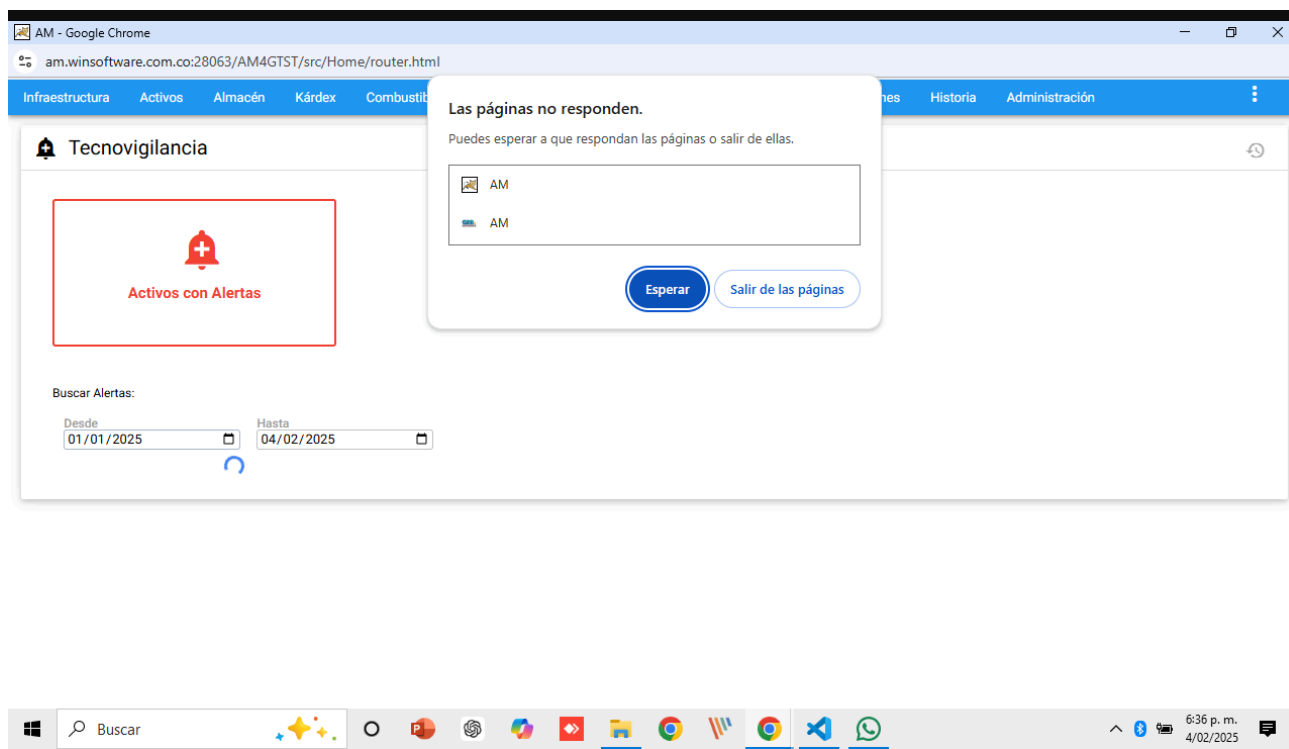 AM - Google Chrome
am.winsoftware.com.co:28063/AM4GTST/src/Home/router.html
Infraestructura Activos Almacén Kárdex Combustib nes Historia Administración
Las páginas no responden.
Puedes esperar a que respondan las páginas o salir de ellas.
AM
AM
Esperar Salir de las páginas
Tecnovigilancia
Activos con Alertas
Buscar Alertas:
Desde Hasta
01/01/2025 04/02/2025
Buscar
6:36 p. m.
4/02/2025